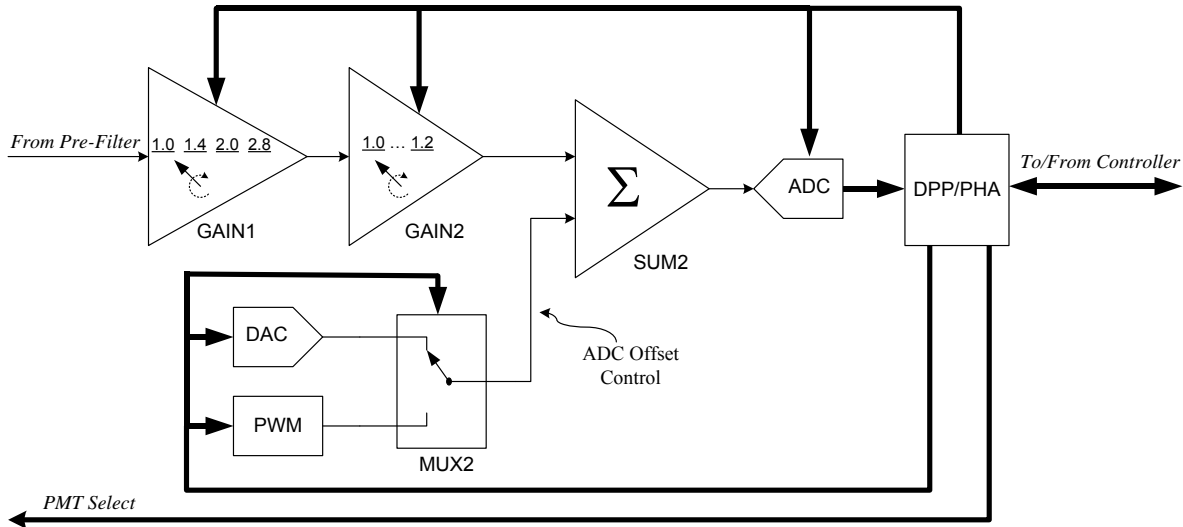 From Pre-Filter
1.0 1.4 2.0 2.8
GAIN1
1.0 ... 1.2
GAIN2
Σ
SUM2
ADC
DPP/PHA
To/From Controller
DAC
PWM
MUX2
ADC Offset
Control
PMT Select